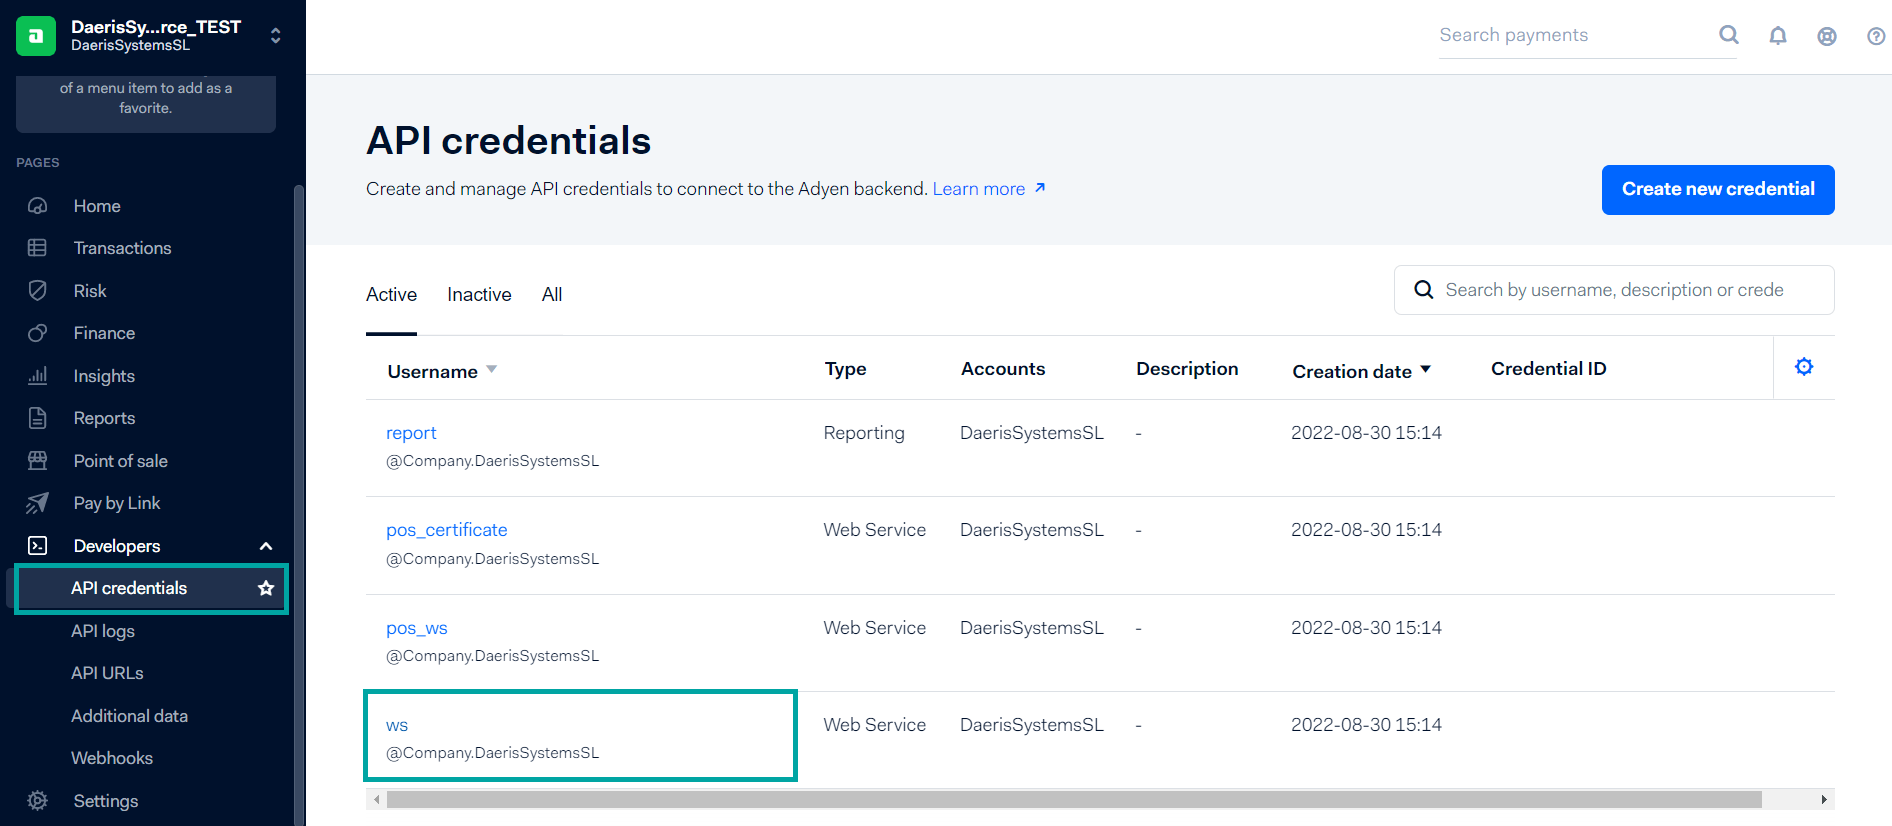 DaerisSy...rce_TEST
DaerisSystemsSL
of a menu item to add as a
favorite.
PAGES
Home
Transactions
Risk
Finance
Insights
Reports
Point of sale
Pay by Link
Developers
API credentials
API logs
API URLs
Additional data
Webhooks
Settings
Search payments
API credentials
Create and manage API credentials to connect to the Adyen backend. Learn more
Create new credential
Active Inactive All
Search by username, description or crede
Username Type Accounts Description Creation date Credential ID
report Reporting DaerisSystemsSL - 2022-08-30 15:14
@Company.DaerisSystemsSL
pos_certificate Web Service DaerisSystemsSL - 2022-08-30 15:14
@Company.DaerisSystemsSL
pos_ws Web Service DaerisSystemsSL - 2022-08-30 15:14
@Company.DaerisSystemsSL
ws Web Service DaerisSystemsSL - 2022-08-30 15:14
@Company.DaerisSystemsSL